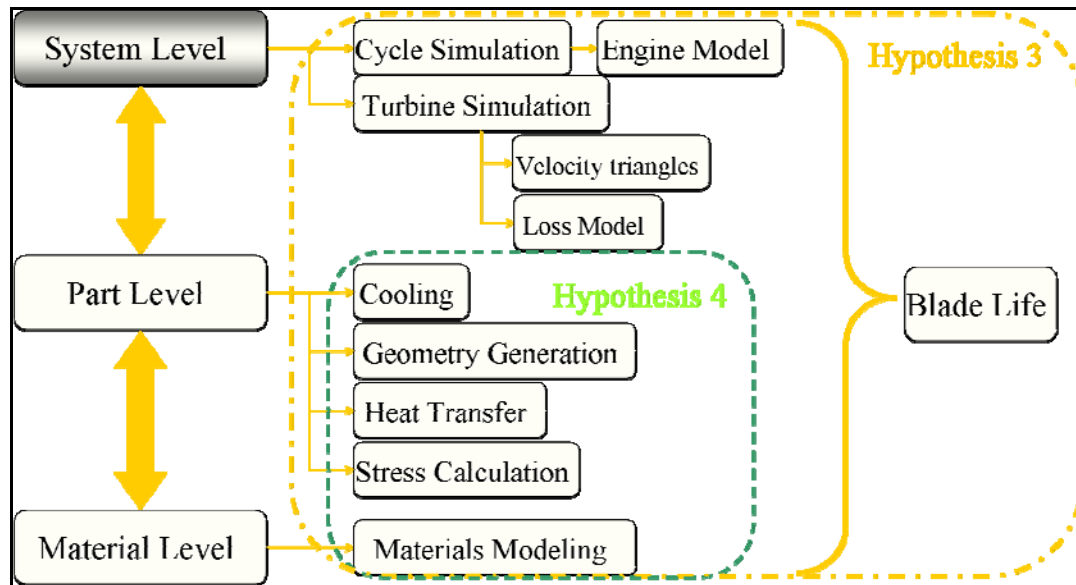 System Level
Cycle Simulation
Engine Model
Hypothesis 3
Turbine Simulation
Velocity triangles
Loss Model
Part Level
Cooling
Hypothesis 4
Blade Life
Geometry Generation
Heat Transfer
Stress Calculation
Material Level
Materials Modeling